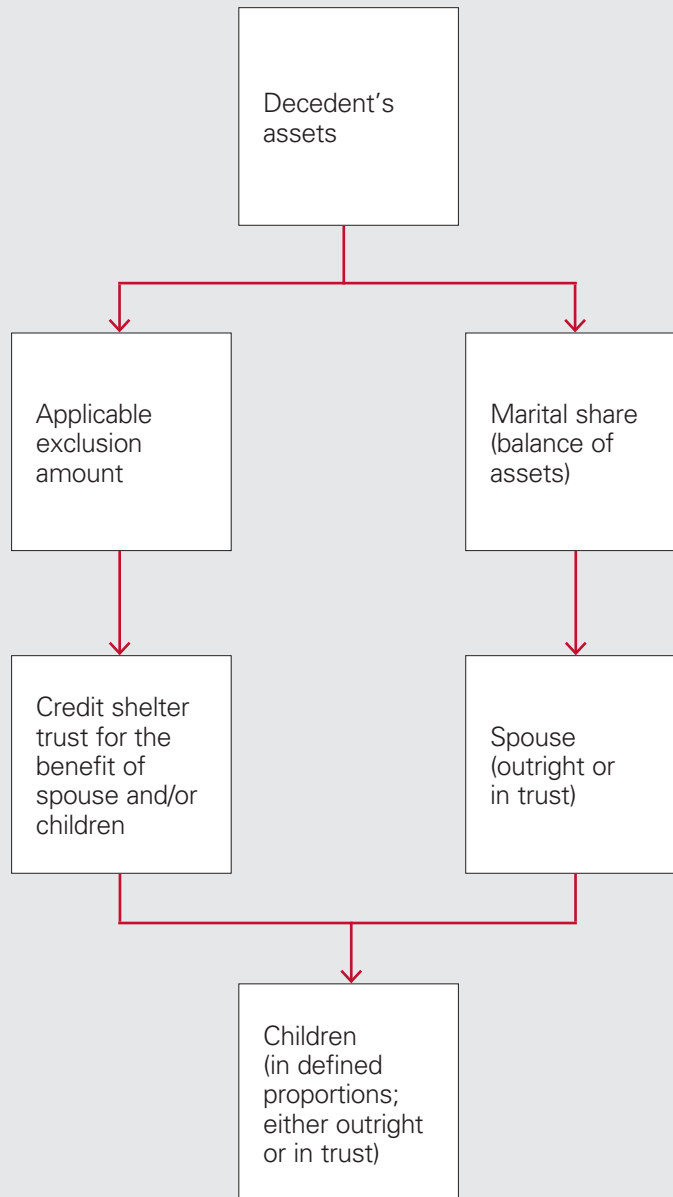 Decedent’s
assets
Applicable
exclusion
amount
Marital share
(balance of
assets)
Credit shelter
trust for the
benefit of
spouse and/or
children
Spouse
(outright or
in trust)
Children
(in defined
proportions;
either outright
or in trust)